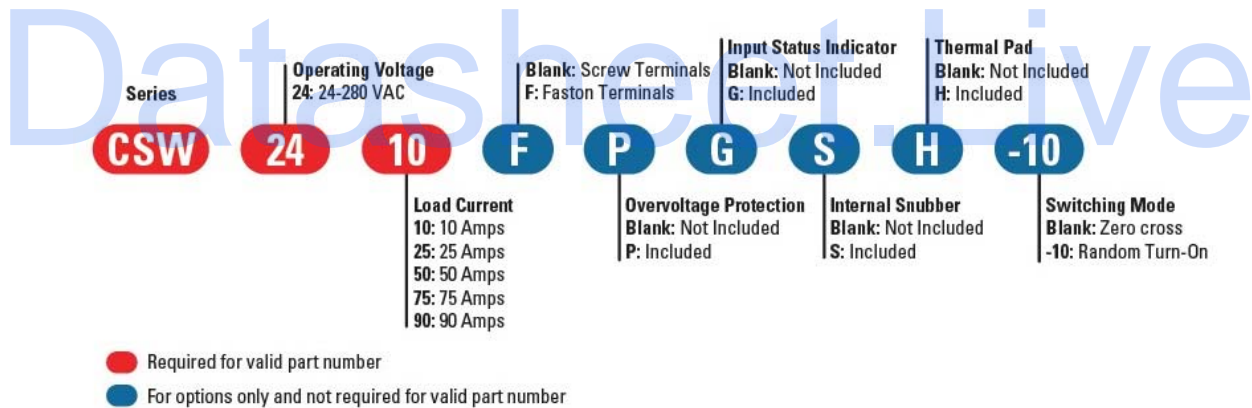 Datasheet.Live
Series
Operating Voltage
24: 24-280 VAC
Blank: Screw Terminals
F: Faston Terminals
Input Status Indicator
Blank: Not Included
G: Included
Thermal Pad
Blank: Not Included
H: Included
CSW 24 10 F P G S H -10
Load Current
10: 10 Amps
25: 25 Amps
50: 50 Amps
75: 75 Amps
90: 90 Amps
Overvoltage Protection
Blank: Not Included
P: Included
Internal Snubber
Blank: Not Included
S: Included
Switching Mode
Blank: Zero cross
-10: Random Turn-On
Required for valid part number
For options only and not required for valid part number